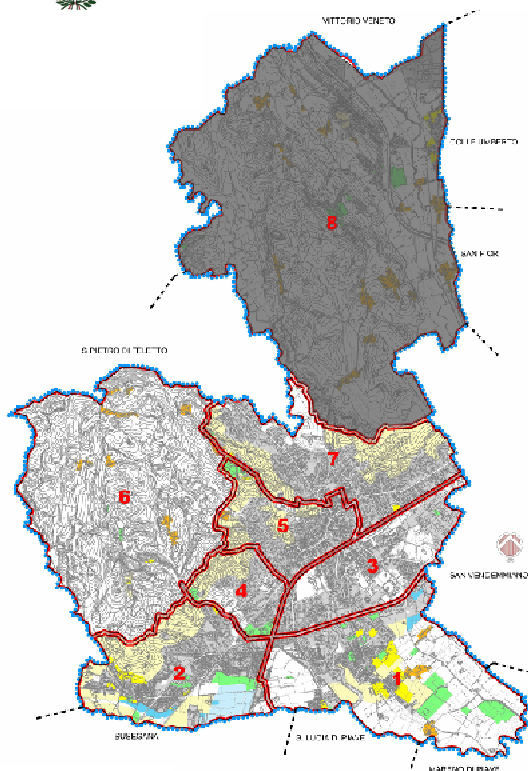 VITTORIO VENETO
COLLE UMBERTO
8
SAN FIOR
S. PIETRO DI FELETTO
7
6
5
3
4
SAN VENDEMIANO
2
1
SUSEGANA
S. LUCIA DI PIAVE
MARENO DI PIAVE